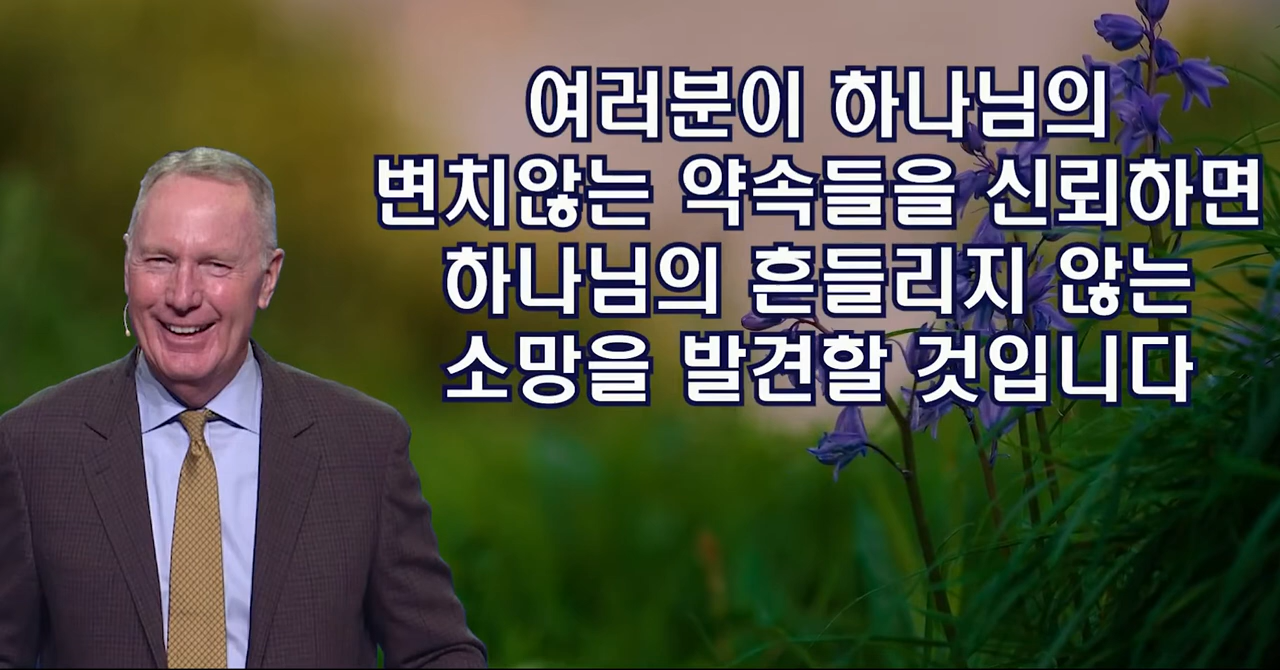 여러분이 하나님의
변치않는 약속들을 신뢰하면
하나님의 흔들리지 않는
소망을 발견할 것입니다